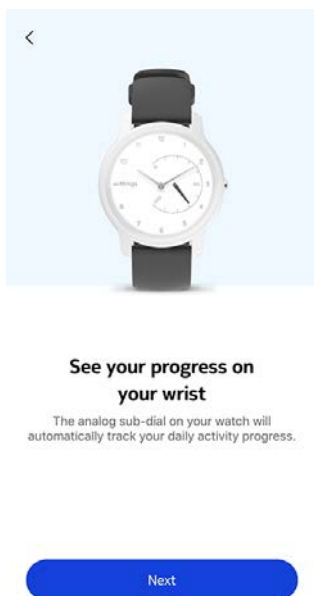 See your progress on
your wrist
The analog sub-dial on your watch will
automatically track your daily activity progress.
Next